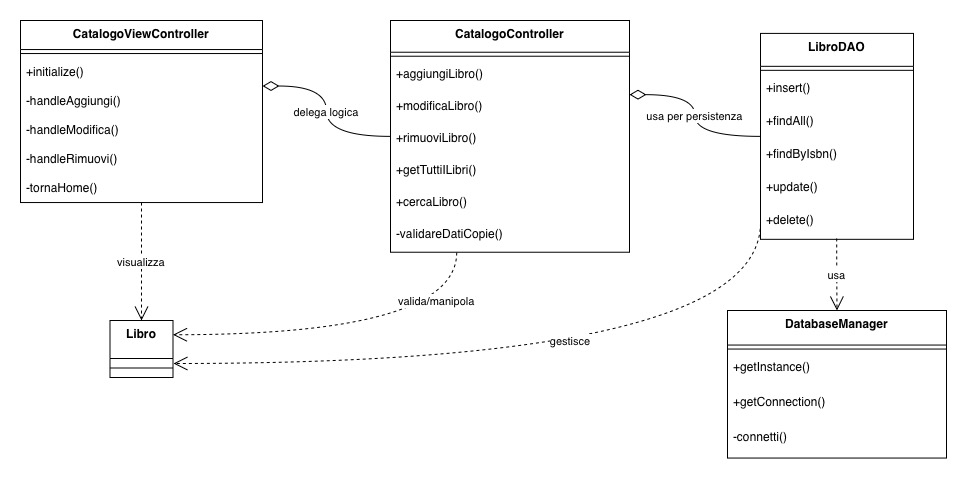 CatalogoViewController
+initialize()
-handleAggiungi()
-handleModifica()
-handleRimuovi()
-tornaHome()
delega logica
CatalogoController
+aggiungiLibro()
+modificaLibro()
+rimuoviLibro()
+getTuttiILibri()
+cercaLibro()
-validareDatiCopie()
usa per persistenza
LibroDAO
+insert()
+findAll()
+findByIsbn()
+update()
+delete()
visualizza
valida/manipola
gestisce
usa
Libro
DatabaseManager
+getInstance()
+getConnection()
-connetti()